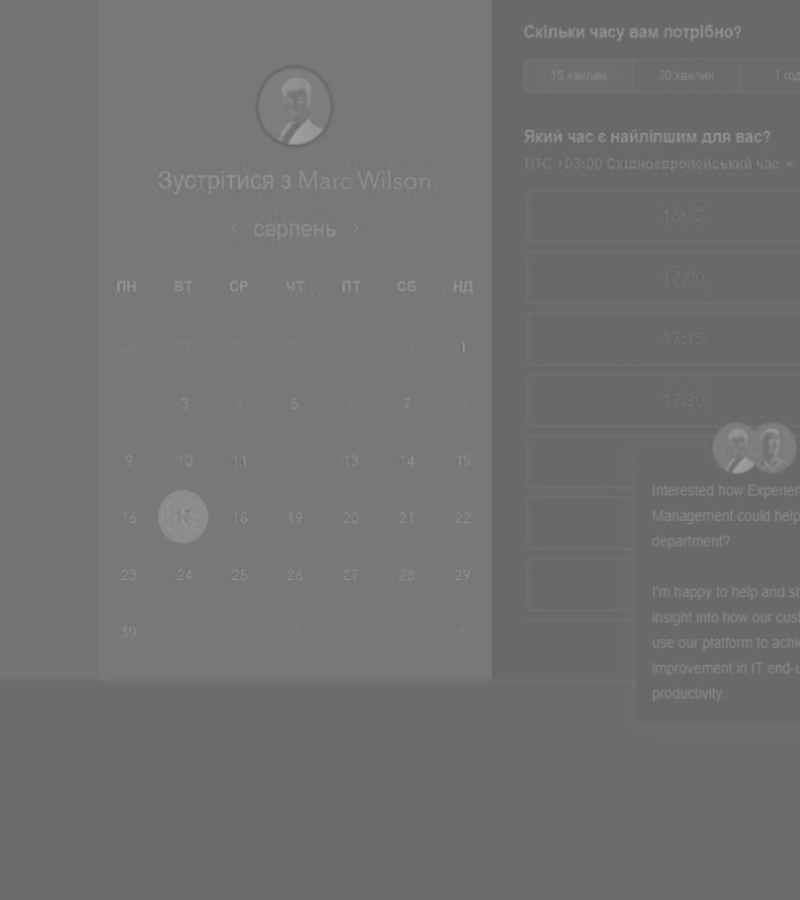 Зустрітися з Marc Wilson
серпень
ПН ВТ СР ЧТ ПТ СБ НД
26 27 28 29 30 31 1
2 3 4 5 6 7 8
9 10 11 12 13 14 15
16 17 18 19 20 21 22
23 24 25 26 27 28 29
30 1 2 3 4 5 6
Скільки часу вам потрібно?
15 хвилин 30 хвилин 1 год
Який час є найліпшим для вас?
UTC +03:00 Східноєвропейський час
16:45
17:00
17:15
17:30
Interested how Experien
Management could help
department?
I'm happy to help and sh
insight into how our cust
use our platform to achie
improvement in IT end-u
productivity.